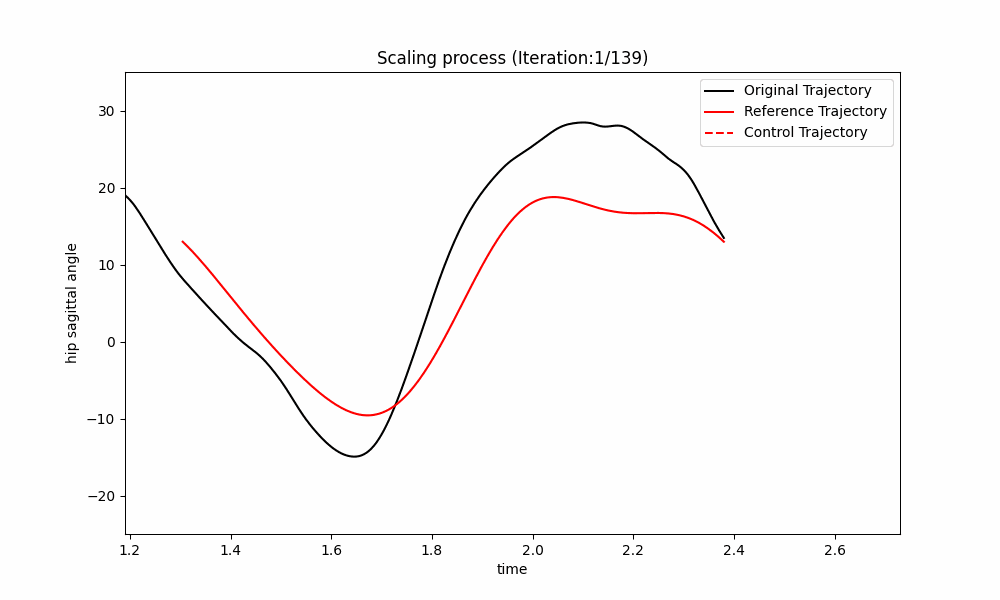 Scaling process (Iteration:1/139)
Original Trajectory
Reference Trajectory
Control Trajectory
30
20
10
0
−10
−20
hip sagittal angle
1.2 1.4 1.6 1.8 2.0 2.2 2.4 2.6
time